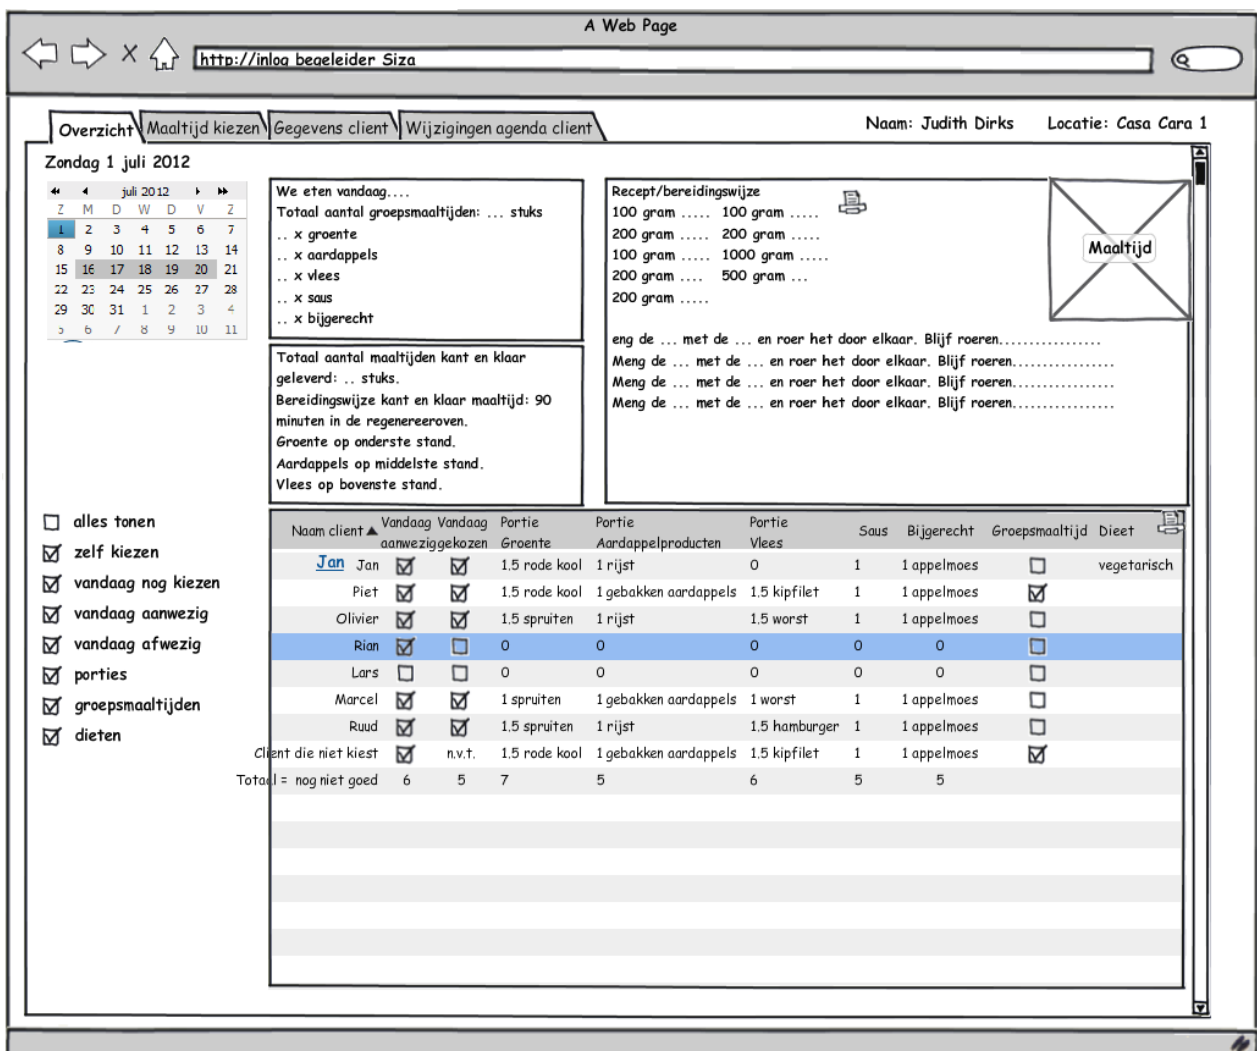 A Web Page
http://inlog begeleider Siza
Overzicht Maaltijd kiezen Gegevens client Wijzigingen agenda client
Naam: Judith Dirks Locatie: Casa Cara 1
Zondag 1 juli 2012
juli 2012
Z M D W D V Z
1 2 3 4 5 6 7
8 9 10 11 12 13 14
15 16 17 18 19 20 21
22 23 24 25 26 27 28
29 30 31 1 2 3 4
5 6 7 8 9 10 11
We eten vandaag....
Totaal aantal groepsmaaltijden: ... stuks
.. x groente
.. x aardappels
.. x vlees
.. x saus
.. x bijgerecht
Totaal aantal maaltijden kant en klaar
geleverd: .. stuks.
Bereidingswijze kant en klaar maaltijd: 90
minuten in de regenereeroven.
Groente op onderste stand.
Aardappels op middelste stand.
Vlees op bovenste stand.
Recept/bereidingswijze
100 gram ..... 100 gram .....
200 gram ..... 200 gram .....
100 gram ..... 1000 gram .....
200 gram .... 500 gram ...
200 gram .....
eng de ... met de ... en roer het door elkaar. Blijf roeren.................
Meng de ... met de ... en roer het door elkaar. Blijf roeren.................
Meng de ... met de ... en roer het door elkaar. Blijf roeren.................
Meng de ... met de ... en roer het door elkaar. Blijf roeren.................
Maaltijd
alles tonen
zelf kiezen
vandaag nog kiezen
vandaag aanwezig
vandaag afwezig
porties
groepsmaaltijden
dieten
Naam client Vandaag aanwezig Vandaag gekozen Portie Groente Portie Aardappelproducten Portie Vlees Saus Bijgerecht Groepsmaaltijd Dieet
Jan Jan 1.5 rode kool 1 rijst 0 1 1 appelmoes vegetarisch
Piet 1.5 rode kool 1 gebakken aardappels 1.5 kipfilet 1 1 appelmoes
Olivier 1.5 spruiten 1 rijst 1.5 worst 1 1 appelmoes
Rian 0 0 0 0 0
Lars 0 0 0 0 0
Marcel 1 spruiten 1 gebakken aardappels 1 worst 1 1 appelmoes
Ruud 1.5 spruiten 1 rijst 1.5 hamburger 1 1 appelmoes
Client die niet kiest n.v.t. 1.5 rode kool 1 gebakken aardappels 1.5 kipfilet 1 1 appelmoes
Totaal = nog niet goed 6 5 7 5 6 5 5